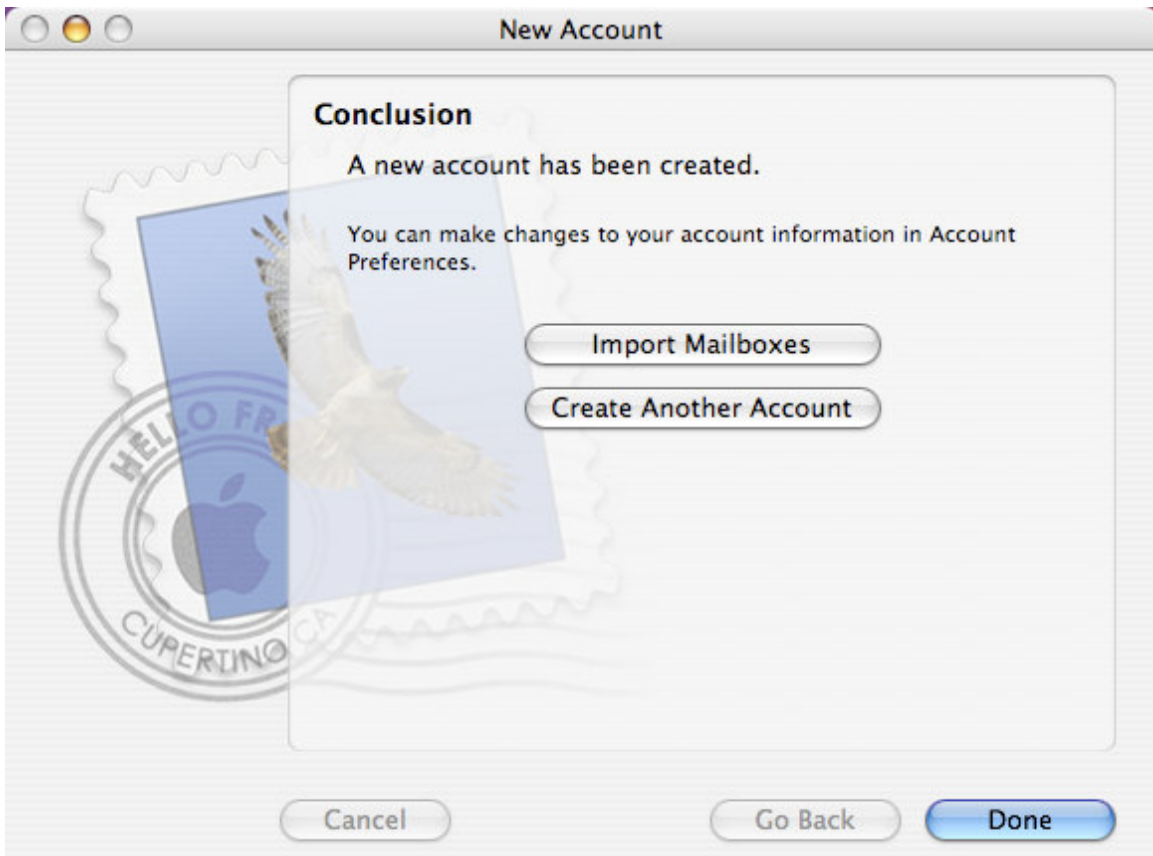 New Account
Conclusion
A new account has been created.
You can make changes to your account information in Account
Preferences.
Import Mailboxes
Create Another Account
HELLO FR
CUPERTINO CA
Cancel
Go Back
Done